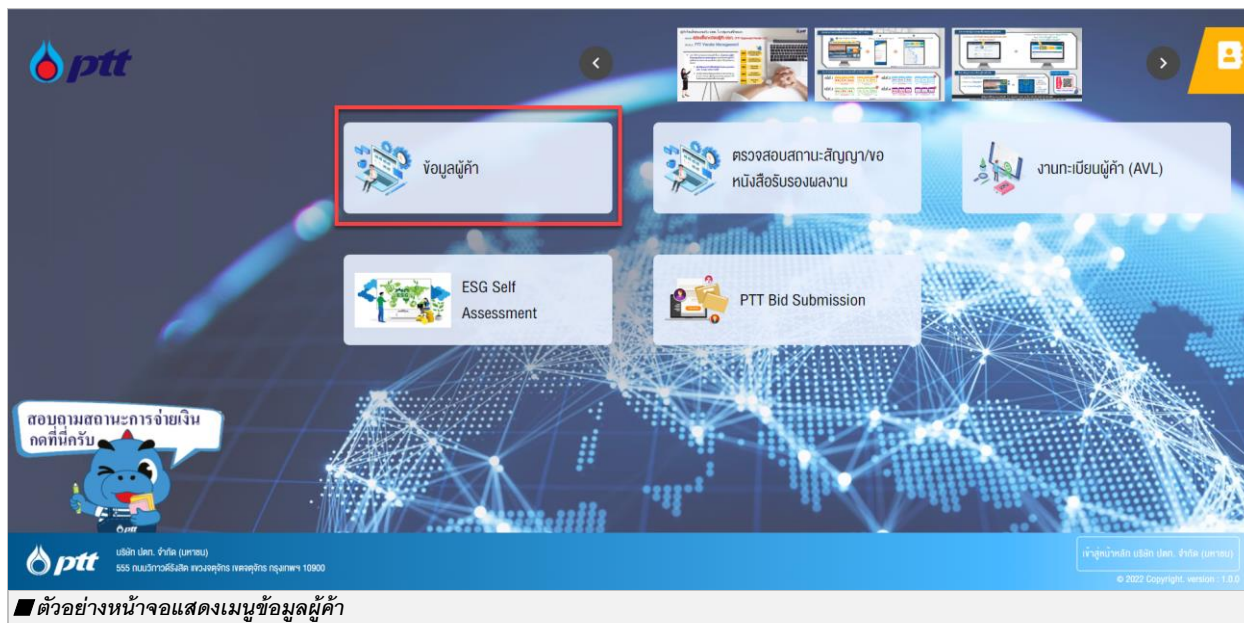 ptt
ข้อมูลผู้ค้า
ตรวจสอบสถานะสัญญา/ขอ
หนังสือรับรองผลงาน
งานทะเบียนผู้ค้า (AVL)
ESG Self
Assessment
PTT Bid Submission
สอบถามสถานะการจ่ายเงิน
กดที่นี่ครับ
ptt
ptt
บริษัท ปตท. จำกัด (มหาชน)
555 ถนนวิภาวดีรังสิต แขวงจตุจักร เขตจตุจักร กรุงเทพฯ 10900
เข้าสู่หน้าหลัก บริษัท ปตท. จำกัด (มหาชน)
© 2022 Copyright. version : 1.0.0
ตัวอย่างหน้าจอแสดงเมนูข้อมูลผู้ค้า